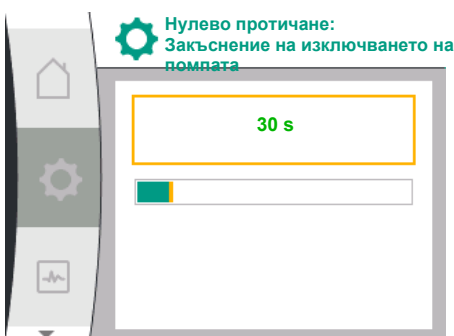 Нулево протичане:
Закъснение на изключването на
помпата
30 s